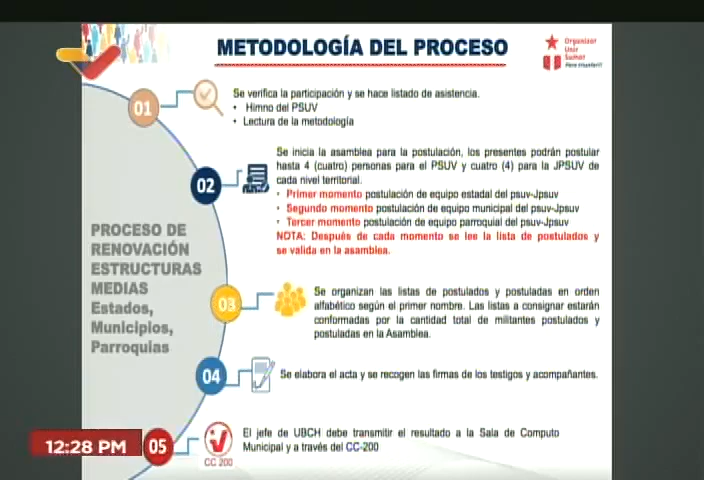 METODOLOGÍA DEL PROCESO
Organizar
Unir
Sumar
Para triunfar!!!
01
Se verifica la participación y se hace listado de asistencia.
• Himno del PSUV
• Lectura de la metodología
02
Se inicia la asamblea para la postulación, los presentes podrán postular
hasta 4 (cuatro) personas para el PSUV y cuatro (4) para la JPSUV de
cada nivel territorial.
• Primer momento postulación de equipo estadal del psuv-Jpsuv
• Segundo momento postulación de equipo municipal del psuv-Jpsuv
• Tercer momento postulación de equipo parroquial del psuv-Jpsuv
NOTA: Después de cada momento se lee la lista de postulados y
se valida en la asamblea.
PROCESO DE
RENOVACIÓN
ESTRUCTURAS
MEDIAS
Estados,
Municipios,
Parroquias
03
Se organizan las listas de postulados y postuladas en orden
alfabético según el primer nombre. Las listas a consignar estarán
conformadas por la cantidad total de militantes postulados y
postuladas en la Asamblea.
04
Se elabora el acta y se recogen las firmas de los testigos y acompañantes.
05
El jefe de UBCH debe transmitir el resultado a la Sala de Computo
Municipal y a través del CC-200
CC 200
12:28 PM